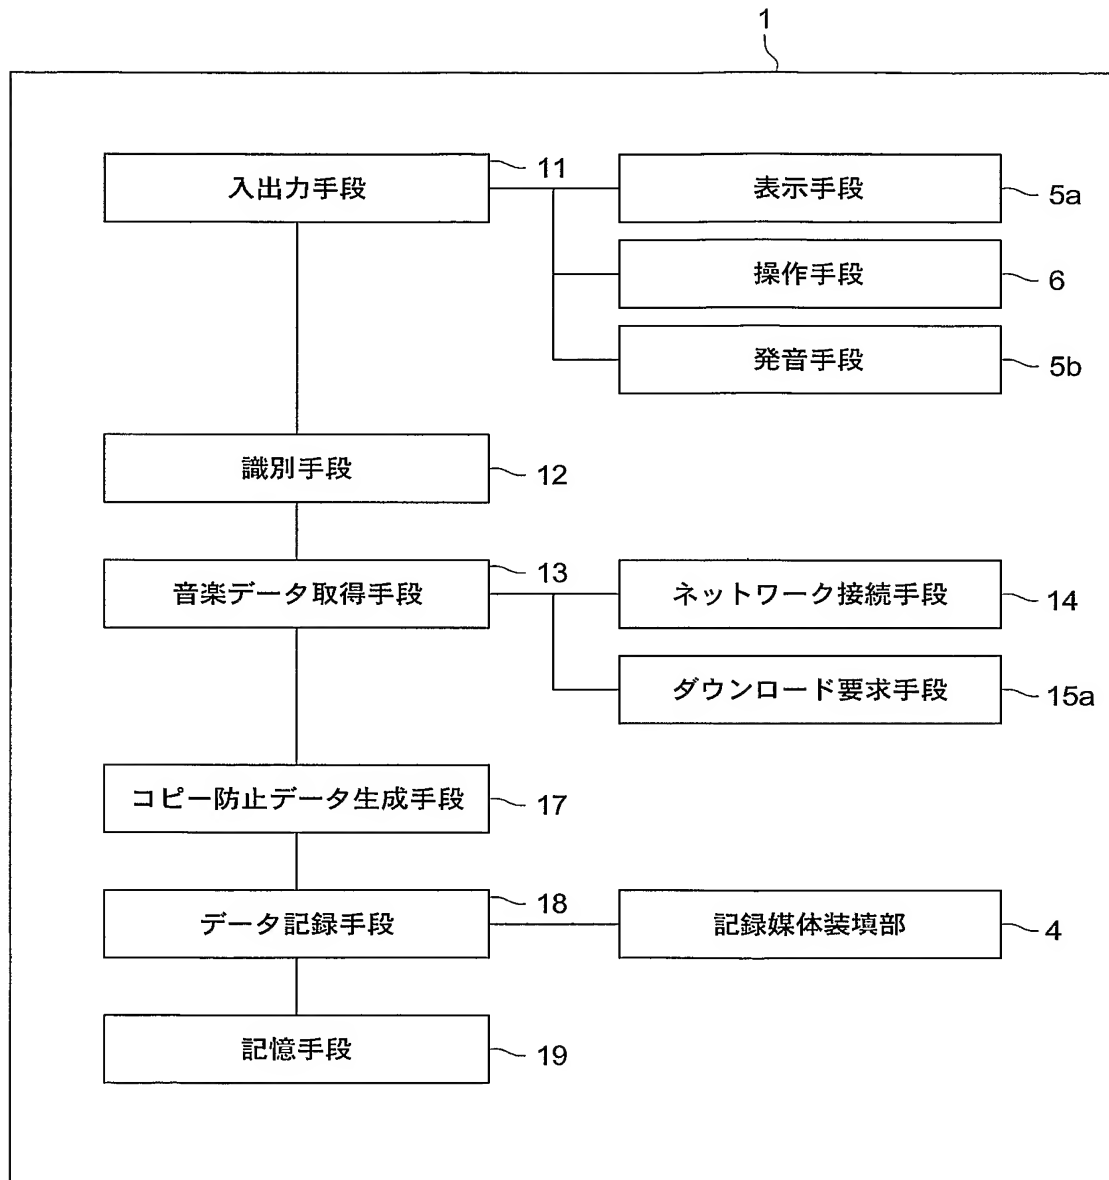 1
入出力手段
11
表示手段
5a
操作手段
6
発音手段
5b
識別手段
12
音楽データ取得手段
13
ネットワーク接続手段
14
ダウンロード要求手段
15a
コピー防止データ生成手段
17
データ記録手段
18
記録媒体装填部
4
記憶手段
19